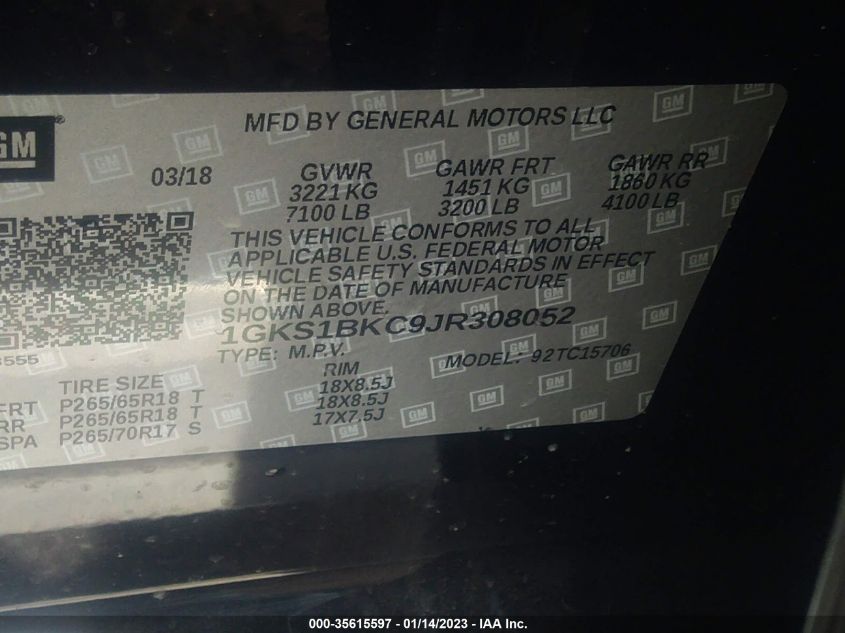 GM
MFD BY GENERAL MOTORS LLC
03/18 GVWR GAWR FRT GAWR RR
3221 KG 1451 KG 1860 KG
7100 LB 3200 LB 4100 LB
THIS VEHICLE CONFORMS TO ALL
APPLICABLE U.S. FEDERAL MOTOR
VEHICLE SAFETY STANDARDS IN EFFECT
ON THE DATE OF MANUFACTURE
SHOWN ABOVE.
1GKS1BKC9JR308052
TYPE: M.P.V. MODEL: 92TC15706
TIRE SIZE RIM
FRT P265/65R18 T 18X8.5J
RR P265/65R18 T 18X8.5J
SPA P265/70R17 S 17X7.5J
000-35615597 - 01/14/2023 - IAA Inc.